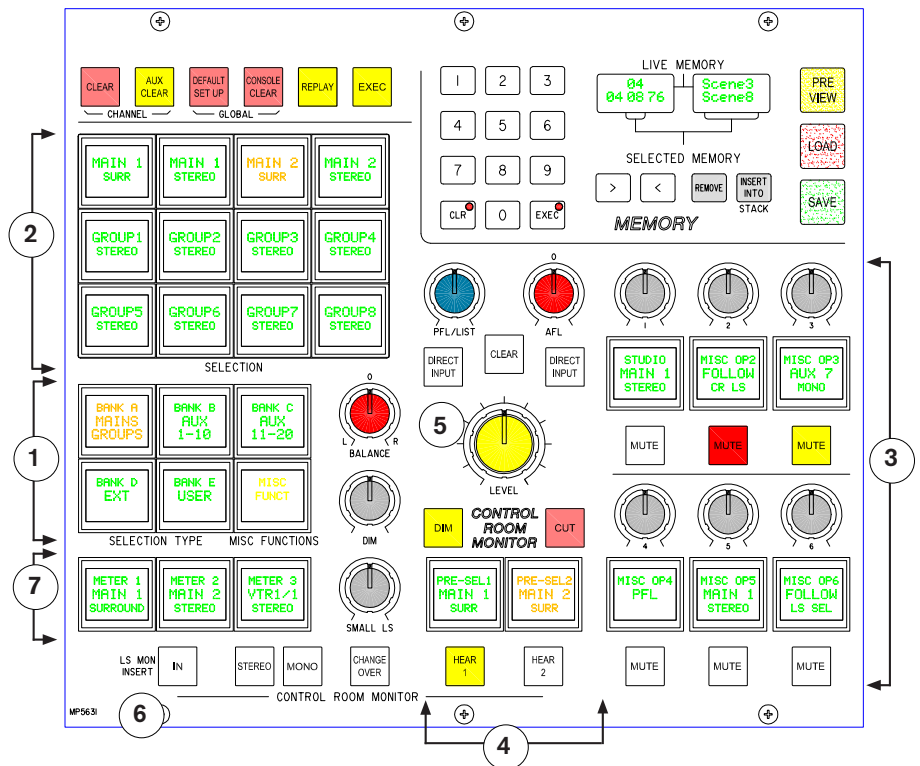 CLEAR
AUX
CLEAR
DEFAULT
SET UP
CONSOLE
CLEAR
REPLAY
EXEC
CHANNEL
GLOBAL
1 2 3
4 5 6
7 8 9
CLR 0 EXEC
LIVE MEMORY
04
04 08 76
Scene3
Scene8
SELECTED MEMORY
> <
REMOVE
INSERT
INTO
STACK
MEMORY
PRE
VIEW
LOAD
SAVE
2
MAIN 1
SURR
MAIN 1
STEREO
MAIN 2
SURR
MAIN 2
STEREO
GROUP1
STEREO
GROUP2
STEREO
GROUP3
STEREO
GROUP4
STEREO
GROUP5
STEREO
GROUP6
STEREO
GROUP7
STEREO
GROUP8
STEREO
SELECTION
PFL/LIST
0
AFL
DIRECT
INPUT
CLEAR
DIRECT
INPUT
1
2
3
STUDIO
MAIN 1
STEREO
MISC OP2
FOLLOW
CR LS
MISC OP3
AUX 7
MONO
MUTE
MUTE
MUTE
3
1
BANK A
MAINS
GROUPS
BANK B
AUX
1-10
BANK C
AUX
11-20
BANK D
EXT
BANK E
USER
MISC
FUNCT
SELECTION TYPE
MISC FUNCTIONS
0
L R
BALANCE
DIM
SMALL LS
5
LEVEL
DIM
CONTROL
ROOM
MONITOR
CUT
4
5
6
7
METER 1
MAIN 1
SURROUND
METER 2
MAIN 2
STEREO
METER 3
YTR1/1
STEREO
PRE-SEL1
MAIN 1
SURR
PRE-SEL2
MAIN 2
SURR
MISC OP4
PFL
MISC OP5
MAIN 1
STEREO
MISC OP6
FOLLOW
LS SEL
LS MON
INSERT
IN
STEREO
MONO
CHANGE
OVER
HEAR
1
HEAR
2
MUTE
MUTE
MUTE
CONTROL ROOM MONITOR
MP5631
6
4